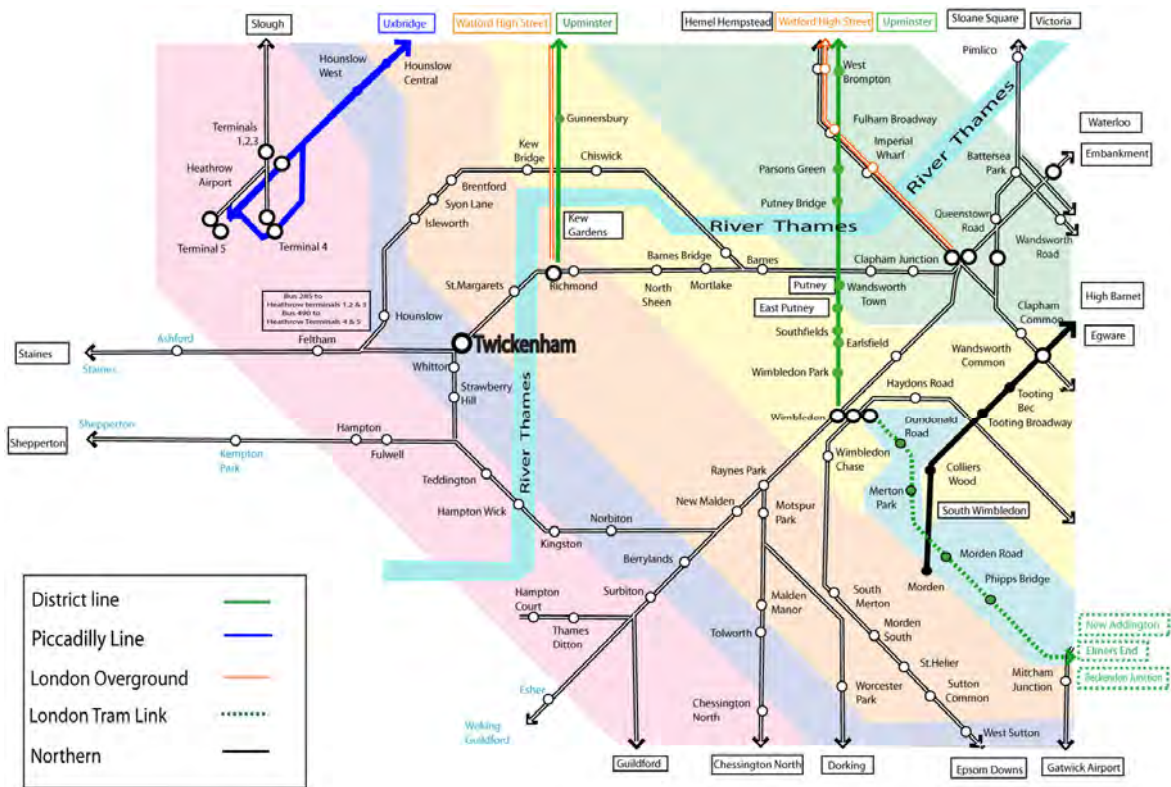 Slough
Uxbridge
Watford High Street
Upminster
Hemel Hempstead
Watford High Street
Upminster
Sloane Square
Victoria
Hounslow
West
Hounslow
Central
Pimlico
West
Brompton
Terminals
1,2,3
Gunnersbury
Fulham Broadway
Imperial
Wharf
River Thames
Waterloo
Embankment
Kew
Bridge
Chiswick
Battersea
Park
Heathrow
Airport
Brentford
Syon Lane
Isleworth
Parsons Green
Putney Bridge
Queenstown
Road
Kew
Gardens
River Thames
Terminal 5
Terminal 4
Wandsworth
Road
Barnes Bridge
Barnes
Clapham Junction
St.Margarets
Richmond
North
Sheen
Mortlake
Putney
Wandsworth
Town
Bus 285 to
Heathrow terminals 1,2 & 3
Bus 490 to
Heathrow Terminals 4 & 5
Hounslow
East Putney
Clapham
Common
High Barnet
Egware
Southfields
Earlsfield
Ashford
Feltham
Twickenham
Wandsworth
Common
Staines
Staines
Whitton
Wimbledon Park
Strawberry
Hill
River Thames
Haydons Road
Tooting
Bec
Tooting Broadway
Wimbledon
Dundonald
Road
Shepperton
Shepperton
Hampton
Kempton
Park
Fulwell
Wimbledon
Chase
Teddington
Raynes Park
Colliers
Wood
Merton
Park
Hampton Wick
New Malden
Motspur
Park
South Wimbledon
Norbiton
Kingston
Berrylands
Morden Road
Phipps Bridge
Morden
Surbiton
Hampton
Court
Thames
Ditton
Malden
Manor
South
Merton
Tolworth
Morden
South
New Addington
Elmers End
Beckendon Junction
St.Helier
Mitcham
Junction
Esher
Worcester
Park
Sutton
Common
Chessington
North
Woking
Guildford
West Sutton
Guildford
Chessington North
Dorking
Epsom Downs
Gatwick Airport
District line
Piccadilly Line
London Overground
London Tram Link
Northern